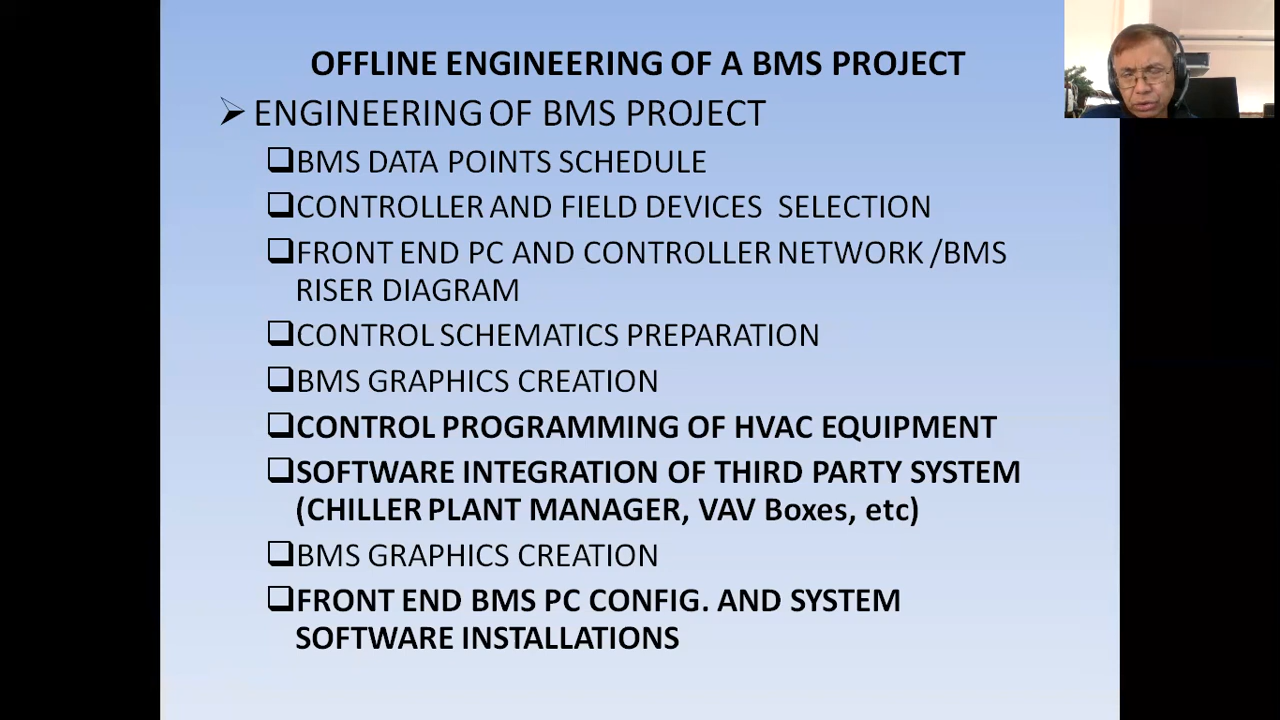 OFFLINE ENGINEERING OF A BMS PROJECT
ENGINEERING OF BMS PROJECT
BMS DATA POINTS SCHEDULE
CONTROLLER AND FIELD DEVICES SELECTION
FRONT END PC AND CONTROLLER NETWORK /BMS
RISER DIAGRAM
CONTROL SCHEMATICS PREPARATION
BMS GRAPHICS CREATION
CONTROL PROGRAMMING OF HVAC EQUIPMENT
SOFTWARE INTEGRATION OF THIRD PARTY SYSTEM
(CHILLER PLANT MANAGER, VAV Boxes, etc)
BMS GRAPHICS CREATION
FRONT END BMS PC CONFIG. AND SYSTEM
SOFTWARE INSTALLATIONS